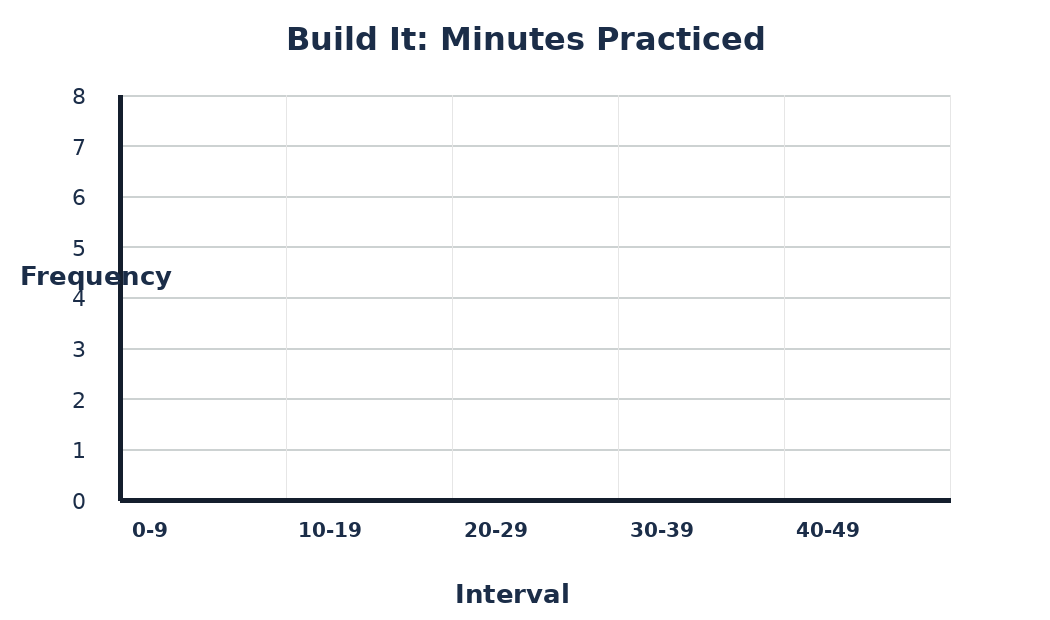 Build It: Minutes Practiced
8
7
6
5
Frequency
4
3
2
1
0
0-9 10-19 20-29 30-39 40-49
Interval